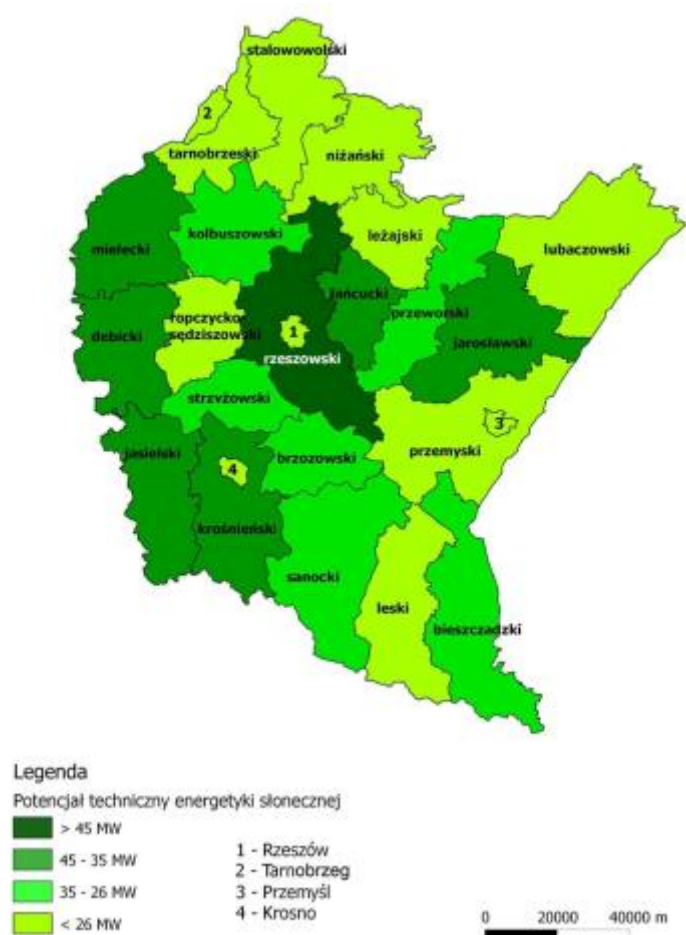 stalowowolski
2
tarnobrzeski
niżański
kolbuszowski
leżajski
lubaczowski
mielecki
ropczycko-
sędziszowski
łańcucki
przeworski
dębicki
1
rzeszowski
jarosławski
strzyżowski
3
jasielski
4
brzozowski
przemyski
krośnieński
sanocki
leski
bieszczadzki
Legenda
Potencjał techniczny energetyki słonecznej
> 45 MW
45 - 35 MW
35 - 26 MW
< 26 MW
1 - Rzeszów
2 - Tarnobrzeg
3 - Przemyśl
4 - Krosno
0 20000 40000 m